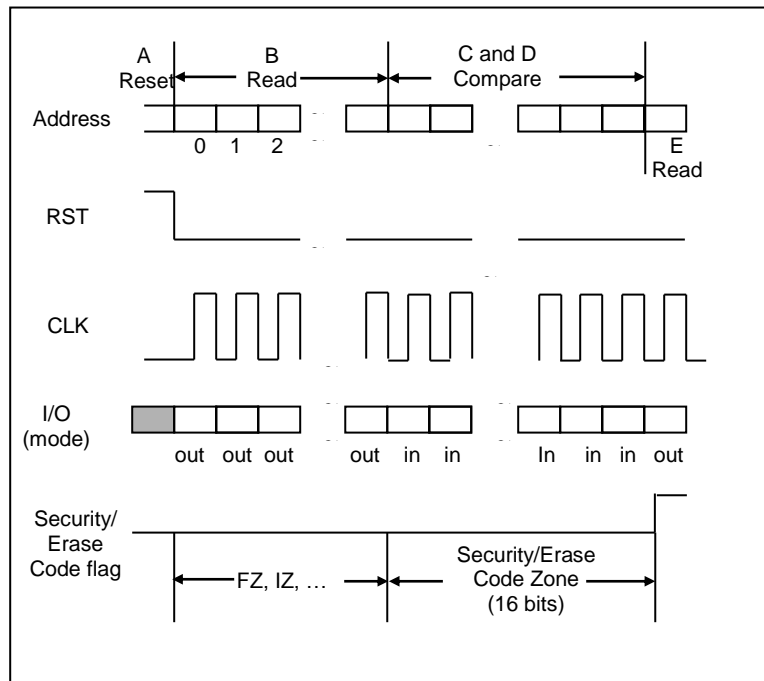 A
Reset
B
Read
C and D
Compare
Address
0 1 2
E
Read
RST
CLK
I/O
(mode)
out out out out in in In in in out
Security/
Erase
Code flag
FZ, IZ, …
Security/Erase
Code Zone
(16 bits)